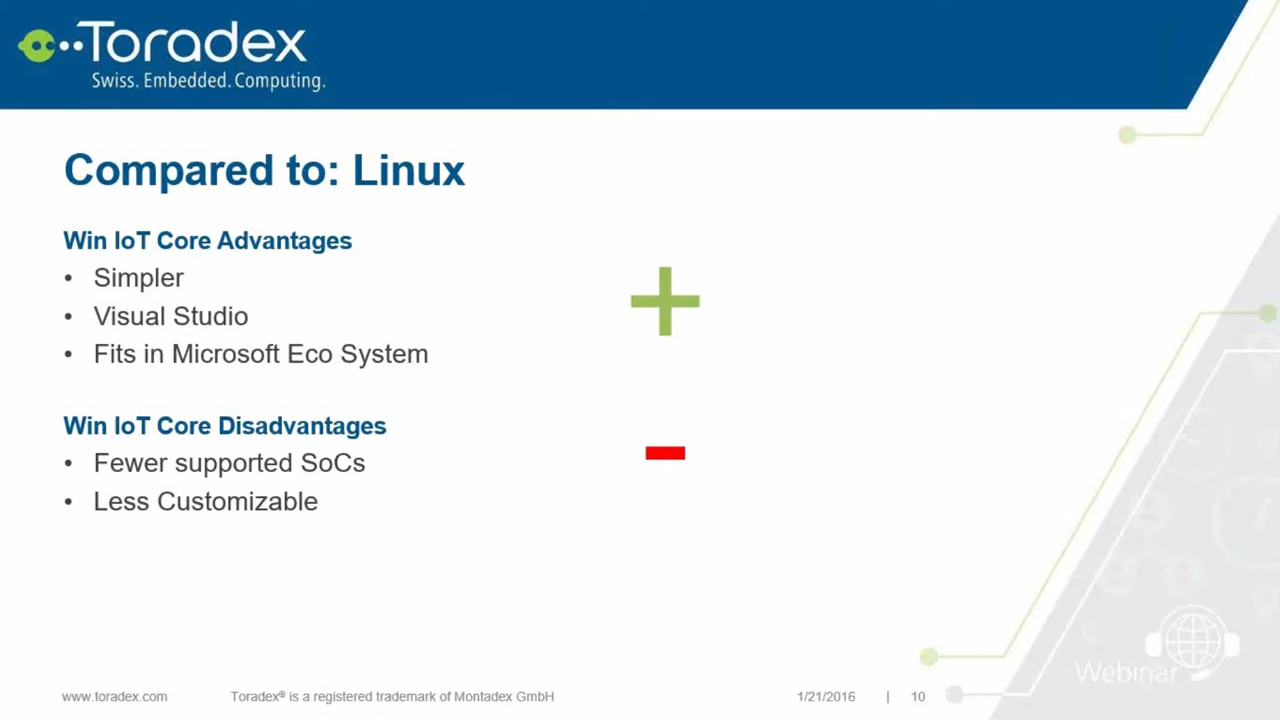 Toradex
Swiss. Embedded. Computing.
Compared to: Linux
Win IoT Core Advantages
• Simpler
• Visual Studio
• Fits in Microsoft Eco System
Win IoT Core Disadvantages
• Fewer supported SoCs
• Less Customizable
Webinar
www.toradex.com Toradex® is a registered trademark of Montadex GmbH 1/21/2016 | 10